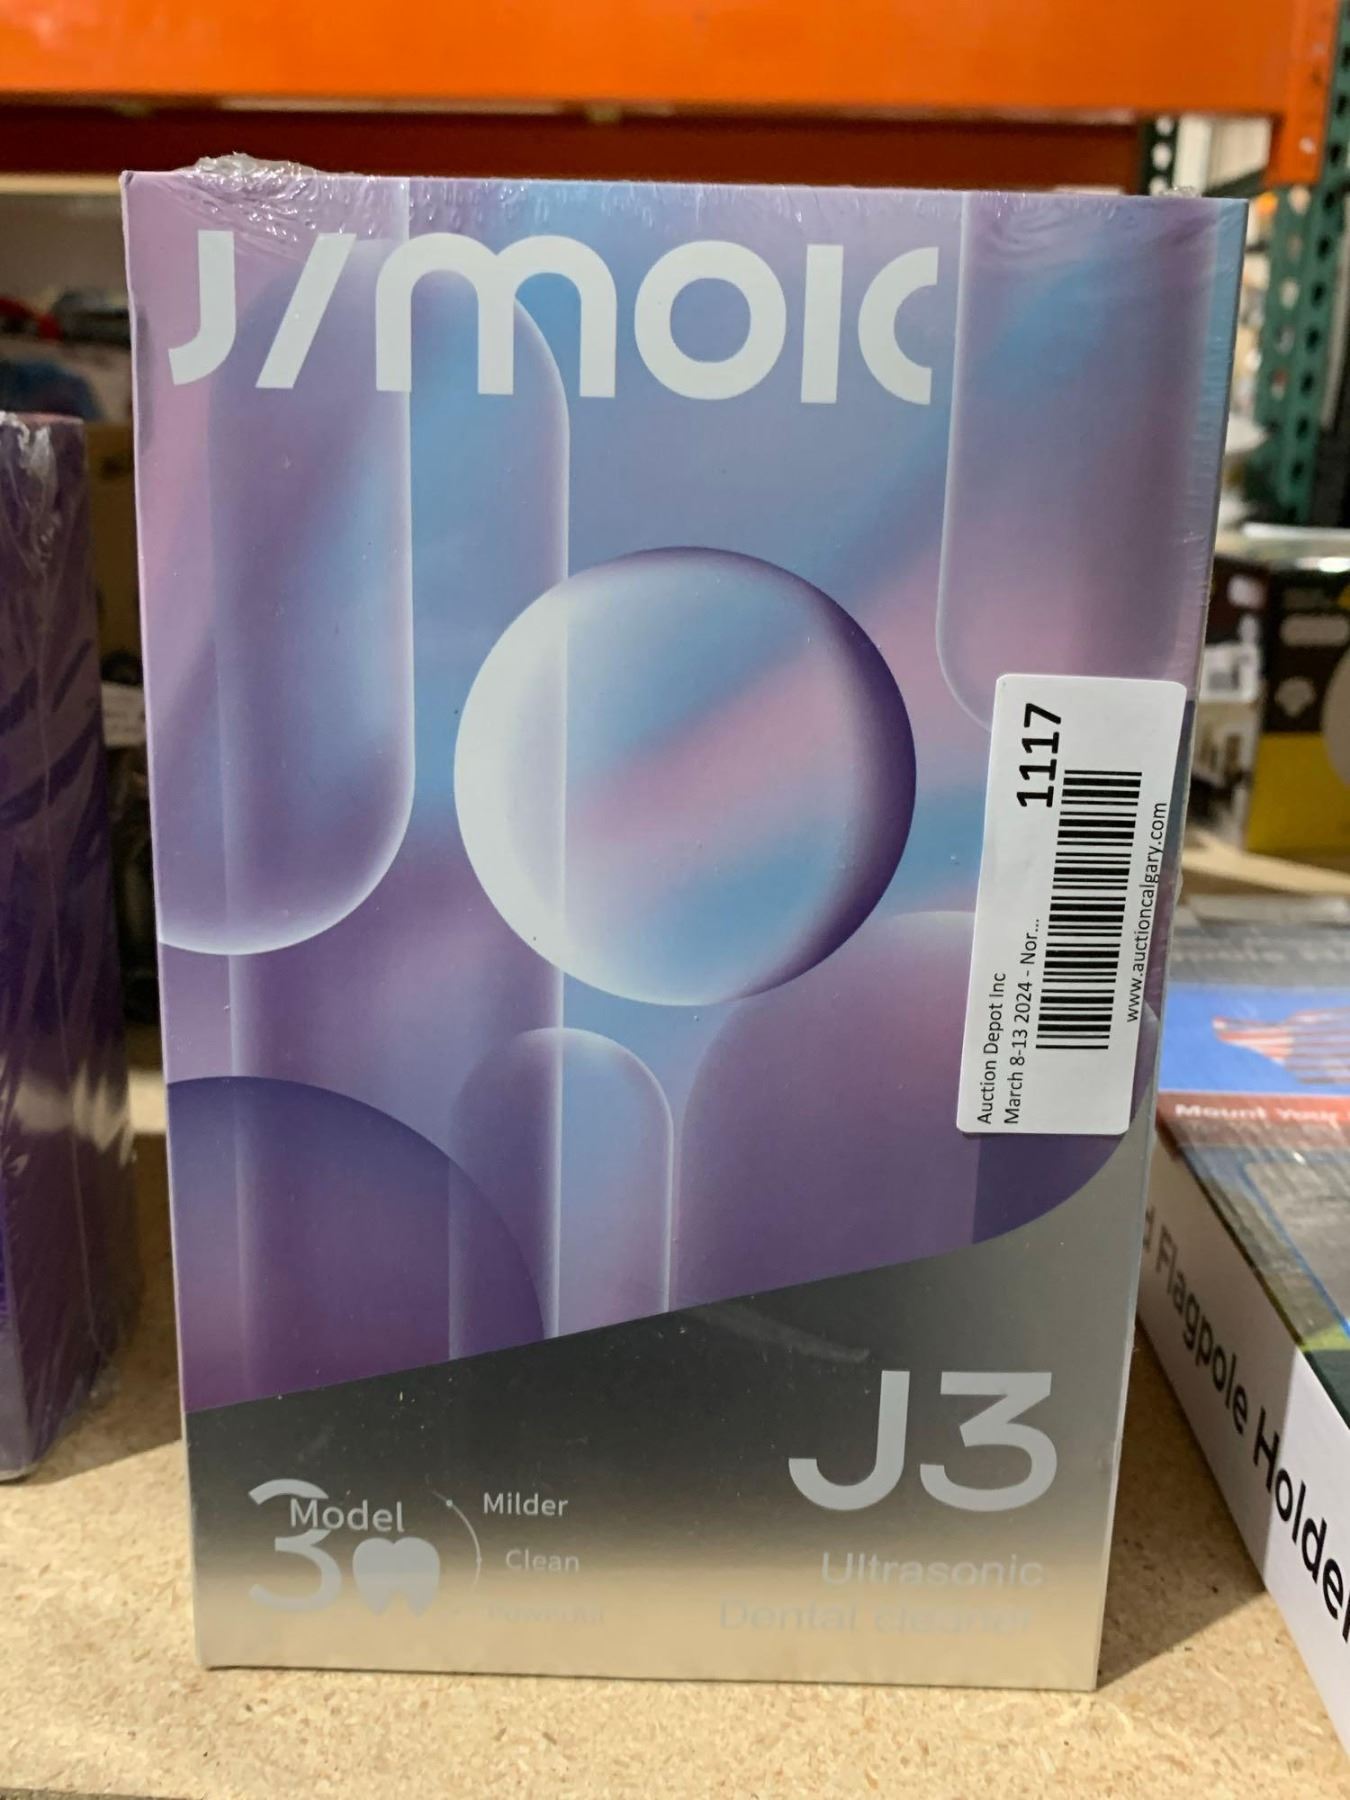 J/MOIC
1117
Auction Depot Inc
March 8-13 2024 - Nor...
www.auctioncalgary.com
J3
Ultrasonic
Dental cleaner
3 Model
Milder
Clean
Powerful
Mount Your
Flagpole Holder